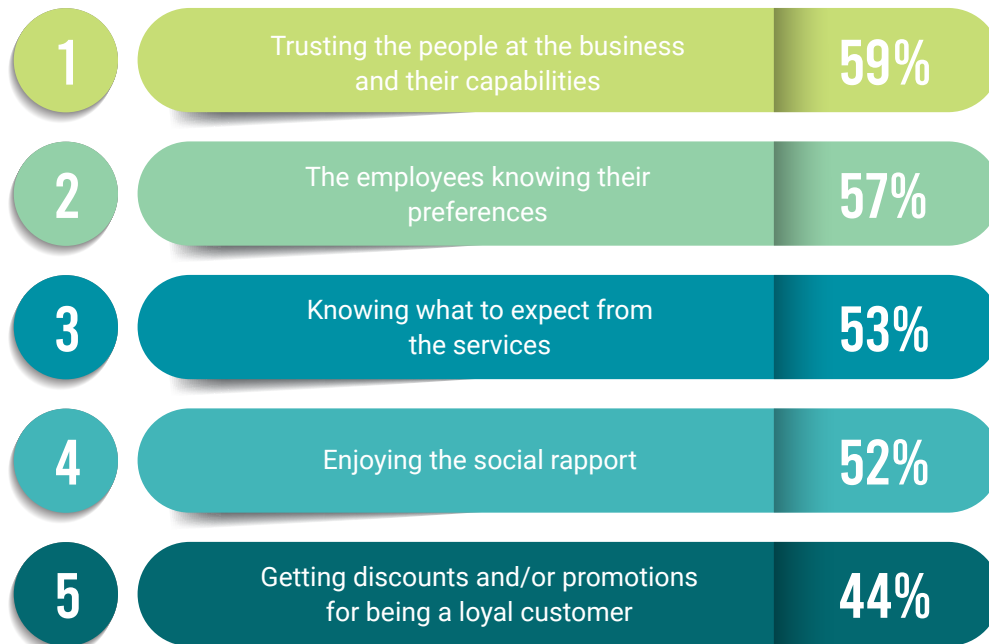 1
Trusting the people at the business
and their capabilities
59%
2
The employees knowing their
preferences
57%
3
Knowing what to expect from
the services
53%
4
Enjoying the social rapport
52%
5
Getting discounts and/or promotions
for being a loyal customer
44%